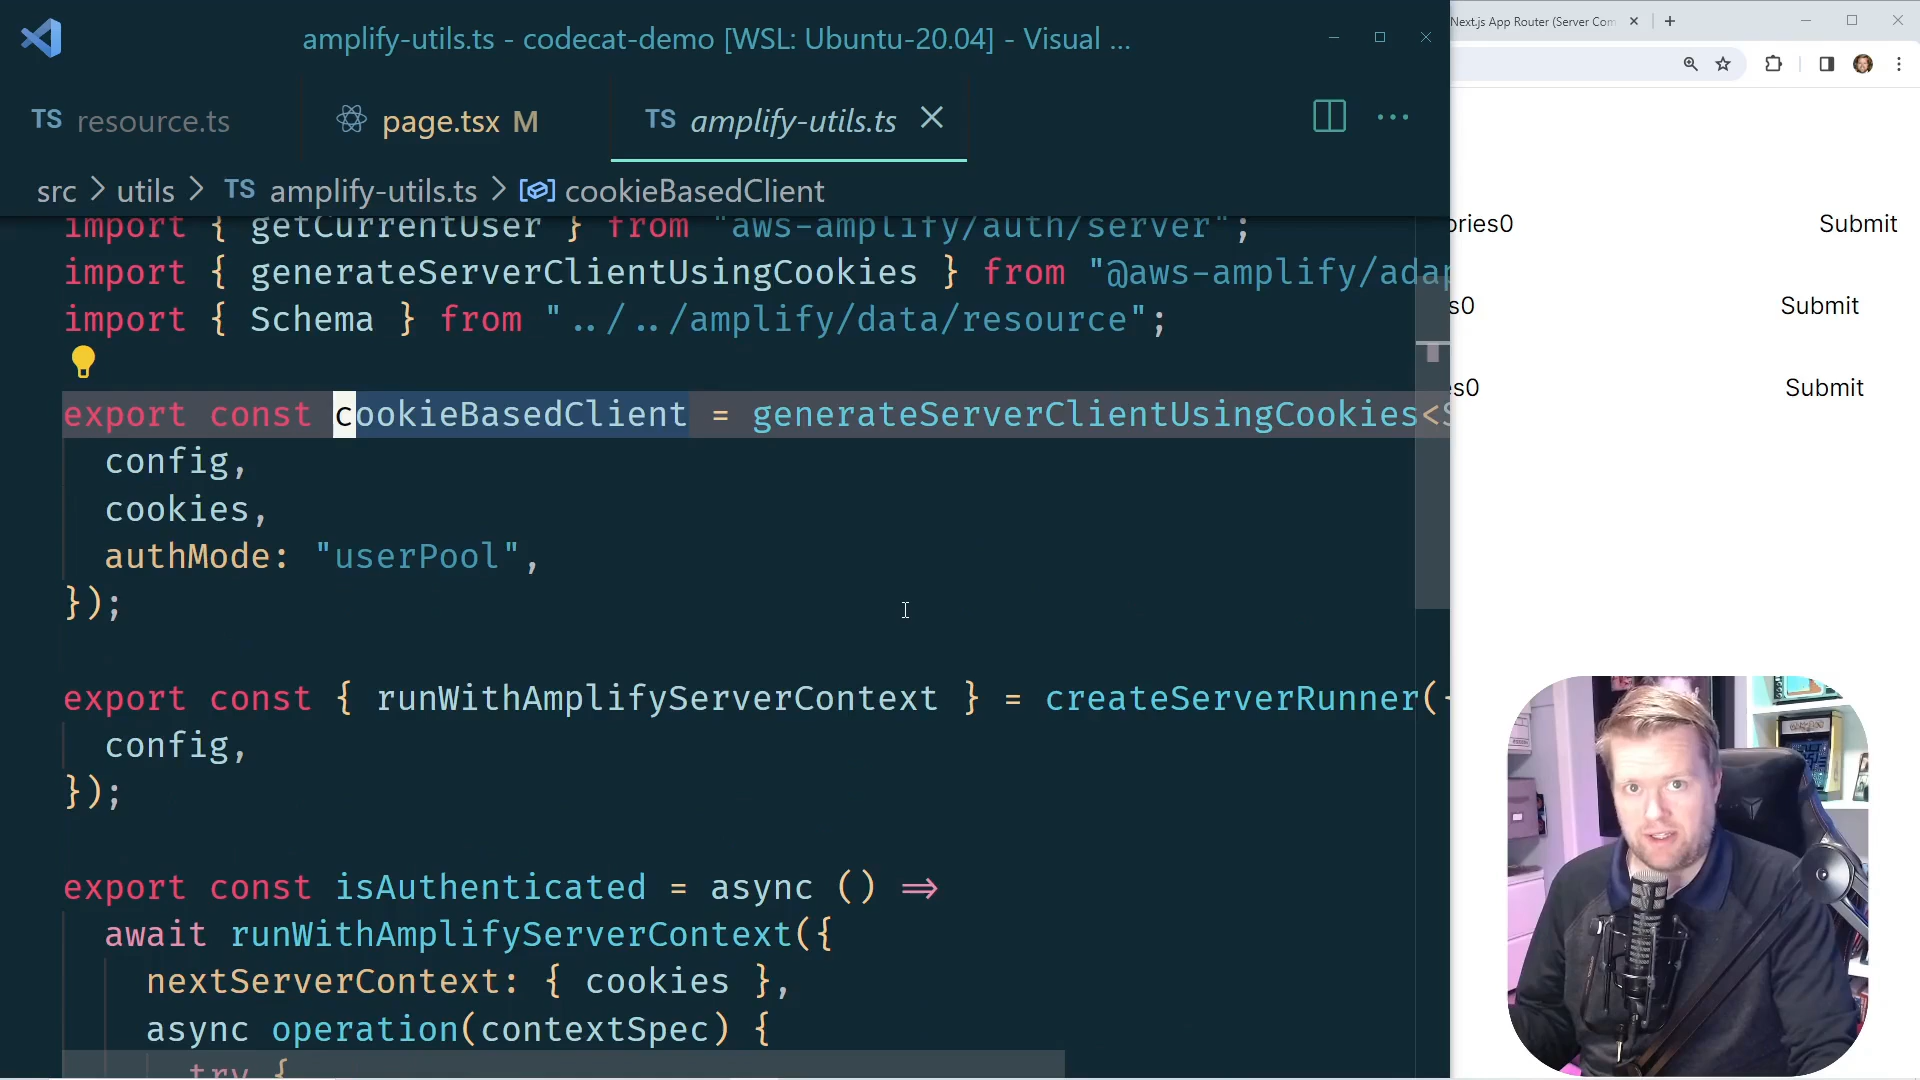 amplify-utils.ts - codecat-demo [WSL: Ubuntu-20.04] - Visual ...
Next.js App Router (Server Com
TS resource.ts
page.tsx M
TS amplify-utils.ts
src > utils > TS amplify-utils.ts > cookieBasedClient
import { getCurrentUser } from "aws-amplify/auth/server";
import { generateServerClientUsingCookies } from "@aws-amplify/adap
import { Schema } from "../../amplify/data/resource";
export const cookieBasedClient = generateServerClientUsingCookies<S
config,
cookies,
authMode: "userPool",
});
export const { runWithAmplifyServerContext } = createServerRunner({
config,
});
export const isAuthenticated = async () =>
await runWithAmplifyServerContext({
nextServerContext: { cookies },
async operation(contextSpec) {
try {
ories0 Submit
s0 Submit
es0 Submit